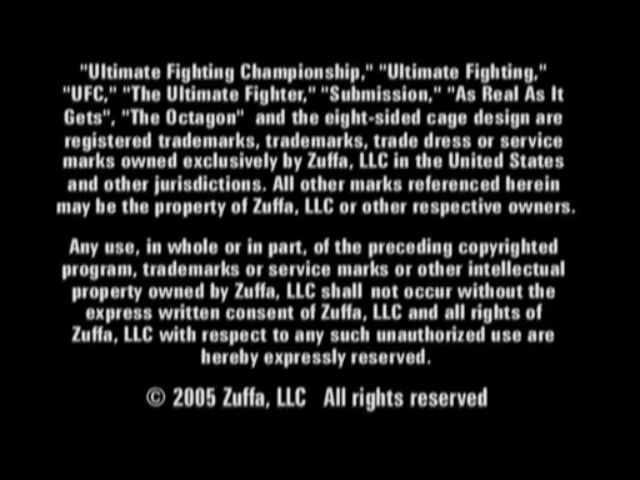 "Ultimate Fighting Championship," "Ultimate Fighting,"
"UFC," "The Ultimate Fighter," "Submission," "As Real As It
Gets", "The Octagon" and the eight-sided cage design are
registered trademarks, trademarks, trade dress or service
marks owned exclusively by Zuffa, LLC in the United States
and other jurisdictions. All other marks referenced herein
may be the property of Zuffa, LLC or other respective owners.
Any use, in whole or in part, of the preceding copyrighted
program, trademarks or service marks or other intellectual
property owned by Zuffa, LLC shall not occur without the
express written consent of Zuffa, LLC and all rights of
Zuffa, LLC with respect to any such unauthorized use are
hereby expressly reserved.
© 2005 Zuffa, LLC All rights reserved